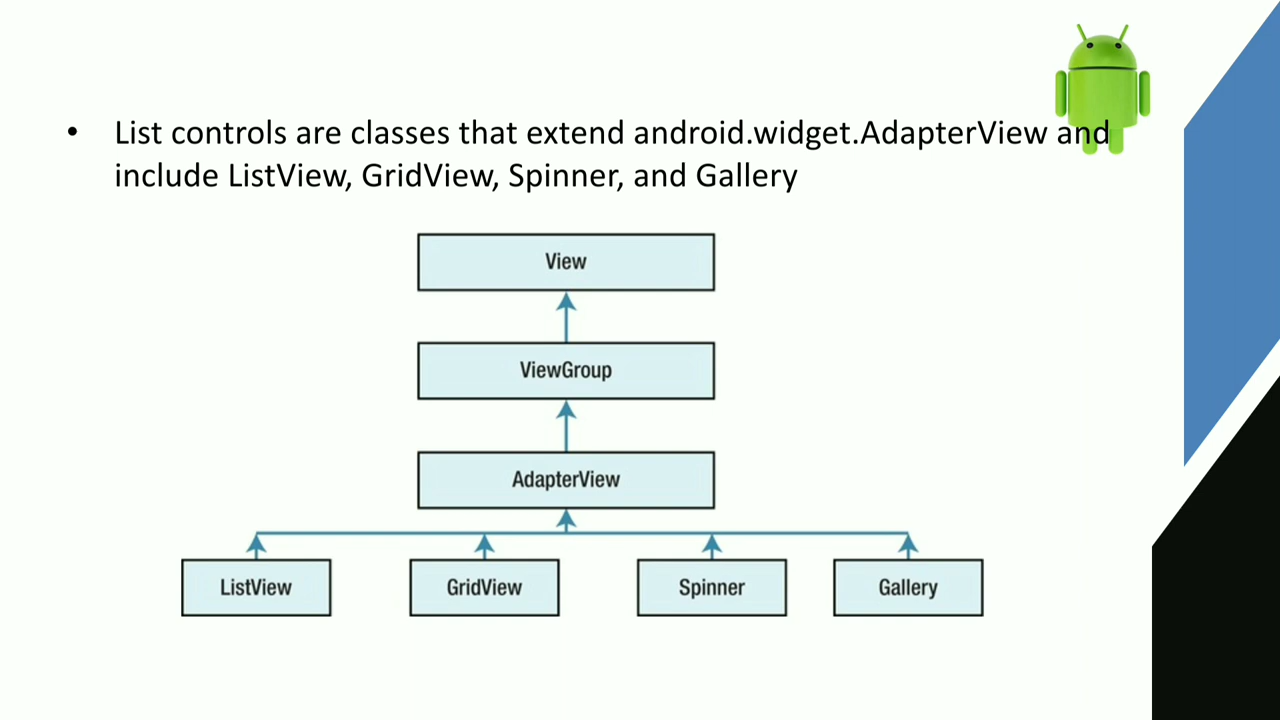 • List controls are classes that extend android.widget.AdapterView and
include ListView, GridView, Spinner, and Gallery
View
ViewGroup
AdapterView
ListView
GridView
Spinner
Gallery